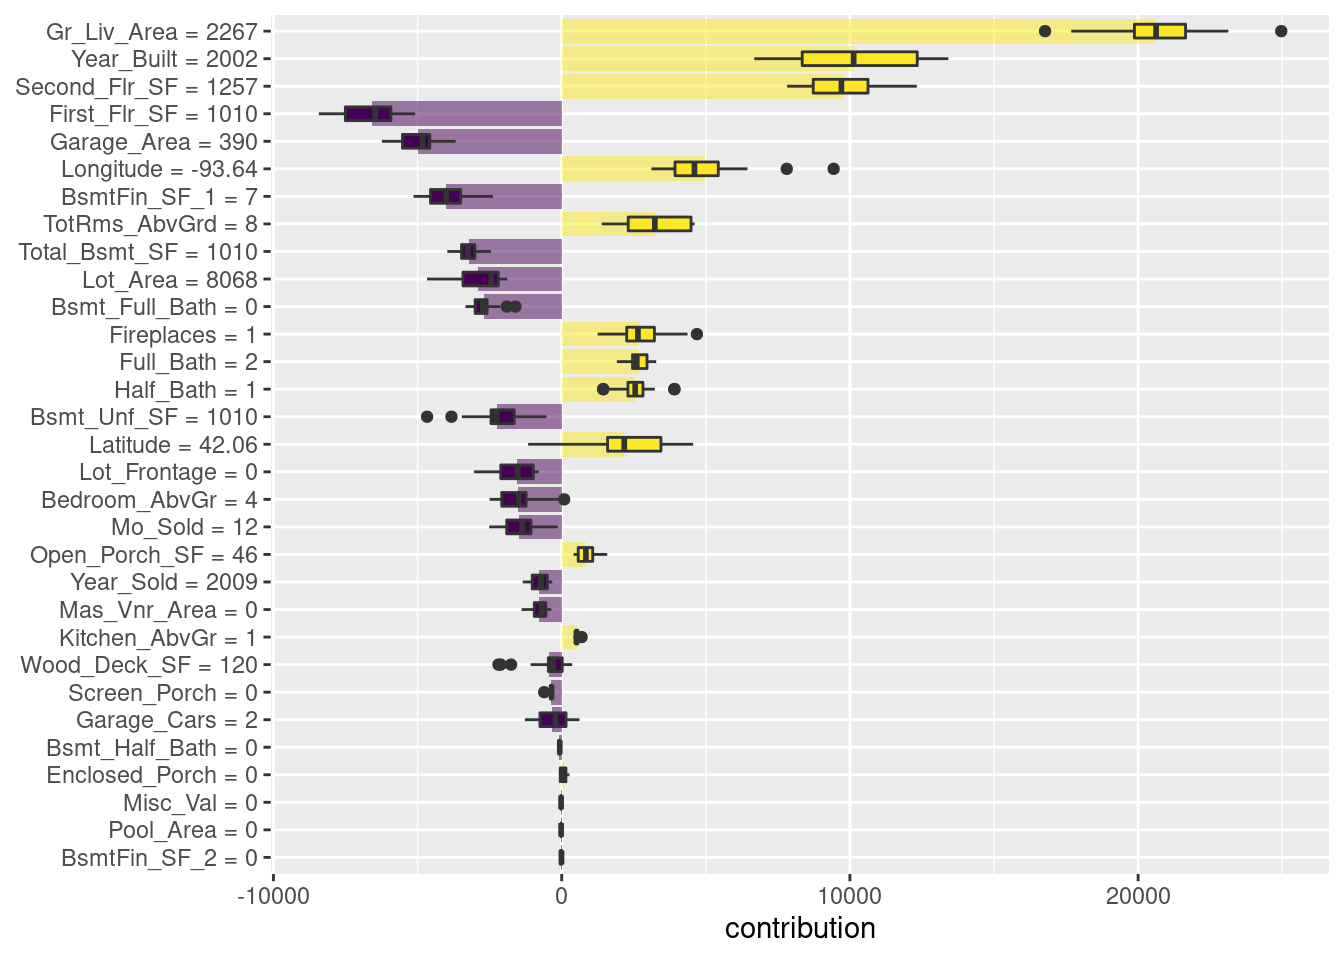 Gr_Liv_Area = 2267
Year_Built = 2002
Second_Flr_SF = 1257
First_Flr_SF = 1010
Garage_Area = 390
Longitude = -93.64
BsmtFin_SF_1 = 7
TotRms_AbvGrd = 8
Total_Bsmt_SF = 1010
Lot_Area = 8068
Bsmt_Full_Bath = 0
Fireplaces = 1
Full_Bath = 2
Half_Bath = 1
Bsmt_Unf_SF = 1010
Latitude = 42.06
Lot_Frontage = 0
Bedroom_AbvGr = 4
Mo_Sold = 12
Open_Porch_SF = 46
Year_Sold = 2009
Mas_Vnr_Area = 0
Kitchen_AbvGr = 1
Wood_Deck_SF = 120
Screen_Porch = 0
Garage_Cars = 2
Bsmt_Half_Bath = 0
Enclosed_Porch = 0
Misc_Val = 0
Pool_Area = 0
BsmtFin_SF_2 = 0
-10000 0 10000 20000
contribution